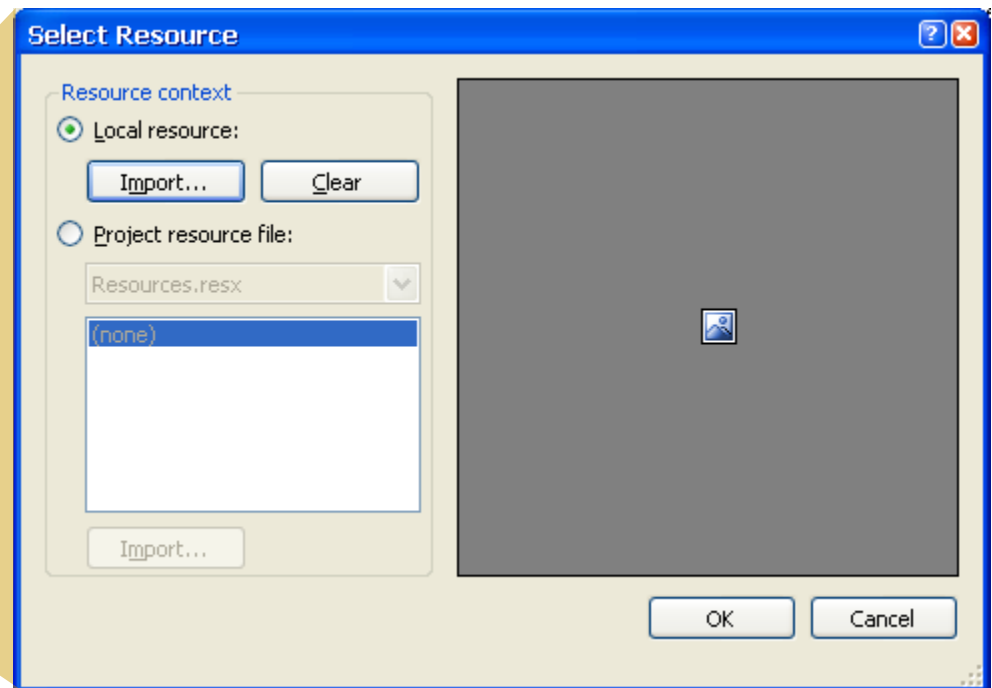 Select Resource
Resource context
Local resource:
Import...
Clear
Project resource file:
Resources.resx
(none)
Import...
OK
Cancel